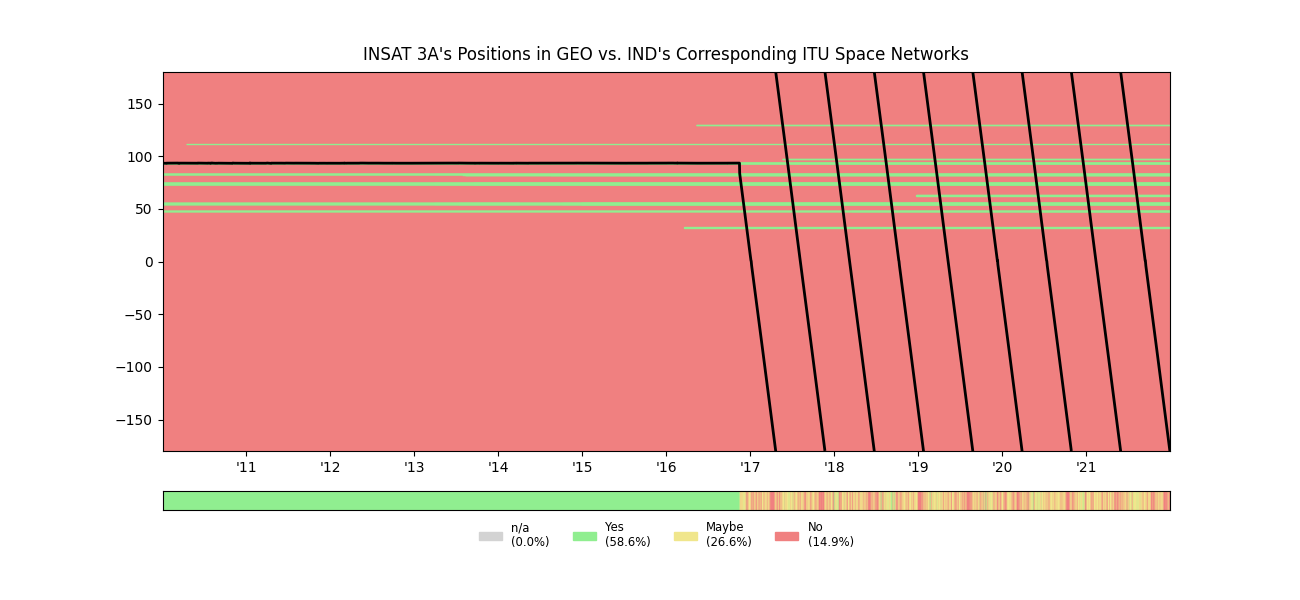 INSAT 3A's Positions in GEO vs. IND's Corresponding ITU Space Networks
150
100
50
0
−50
−100
−150
'11 '12 '13 '14 '15 '16 '17 '18 '19 '20 '21
n/a Yes Maybe No
(0.0%) (58.6%) (26.6%) (14.9%)